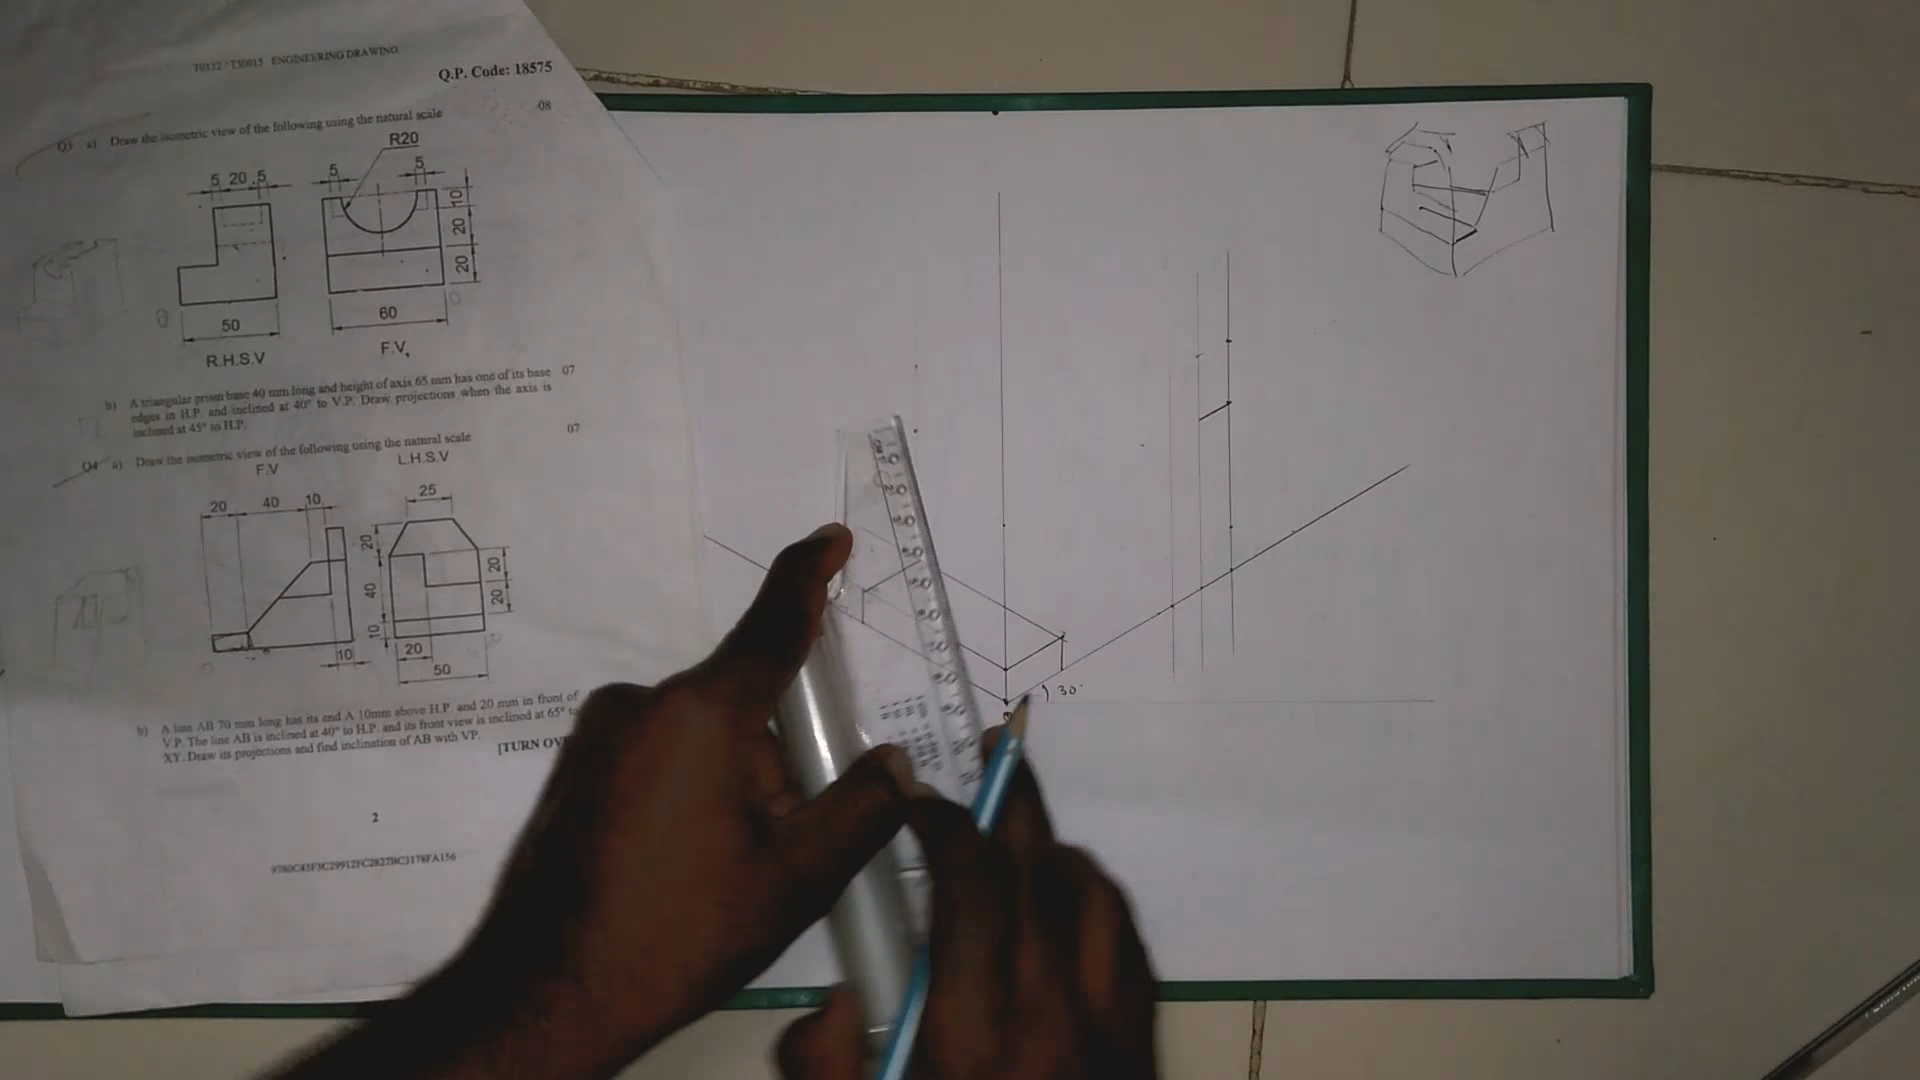 T0132 / T50015 ENGINEERING DRAWING
Q.P. Code: 18575
Q3 a) Draw the isometric view of the following using the natural scale 08
R20
5 20 5
5
5
10
20
20
50
60
R.H.S.V
F.V.
b) A triangular prism base 40 mm long and height of axis 65 mm has one of its base 07
edges in H.P. and inclined at 40° to V.P. Draw projections when the axis is
inclined at 45° to H.P.
Q4 a) Draw the isometric view of the following using the natural scale 07
F.V
L.H.S.V
20 40 10
25
20
40
10
20
20
10
20
50
b) A line AB 70 mm long has its end A 10mm above H.P and 20 mm in front of
V.P. The line AB is inclined at 40° to H.P. and its front view is inclined at 65° to
XY. Draw its projections and find inclination of AB with VP.
[TURN OV
2
30°